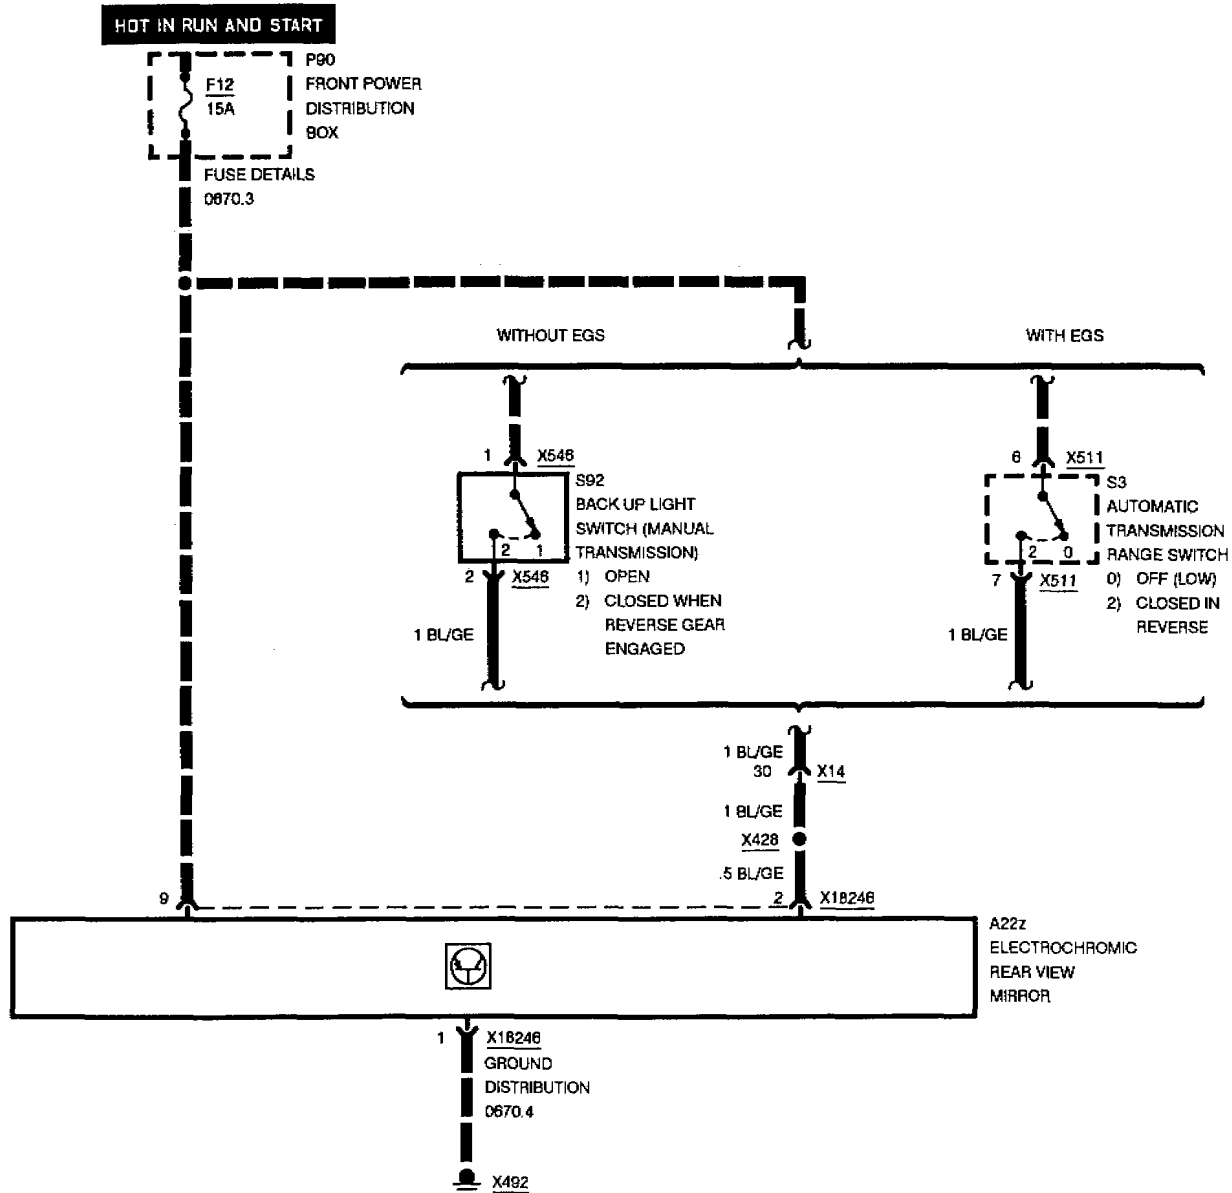 HOT IN RUN AND START
P90
FRONT POWER
DISTRIBUTION
BOX
F12
15A
FUSE DETAILS
0670.3
WITHOUT EGS
WITH EGS
1
X546
S92
BACK UP LIGHT
SWITCH (MANUAL
TRANSMISSION)
1) OPEN
2) CLOSED WHEN
REVERSE GEAR
ENGAGED
2 1
2
X546
1 BL/GE
6
X511
S3
AUTOMATIC
TRANSMISSION
RANGE SWITCH
0) OFF (LOW)
2) CLOSED IN
REVERSE
2 0
7
X511
1 BL/GE
1 BL/GE
30
X14
1 BL/GE
X428
.5 BL/GE
9
2
X18246
A22z
ELECTROCHROMIC
REAR VIEW
MIRROR
1
X18246
GROUND
DISTRIBUTION
0670.4
X492